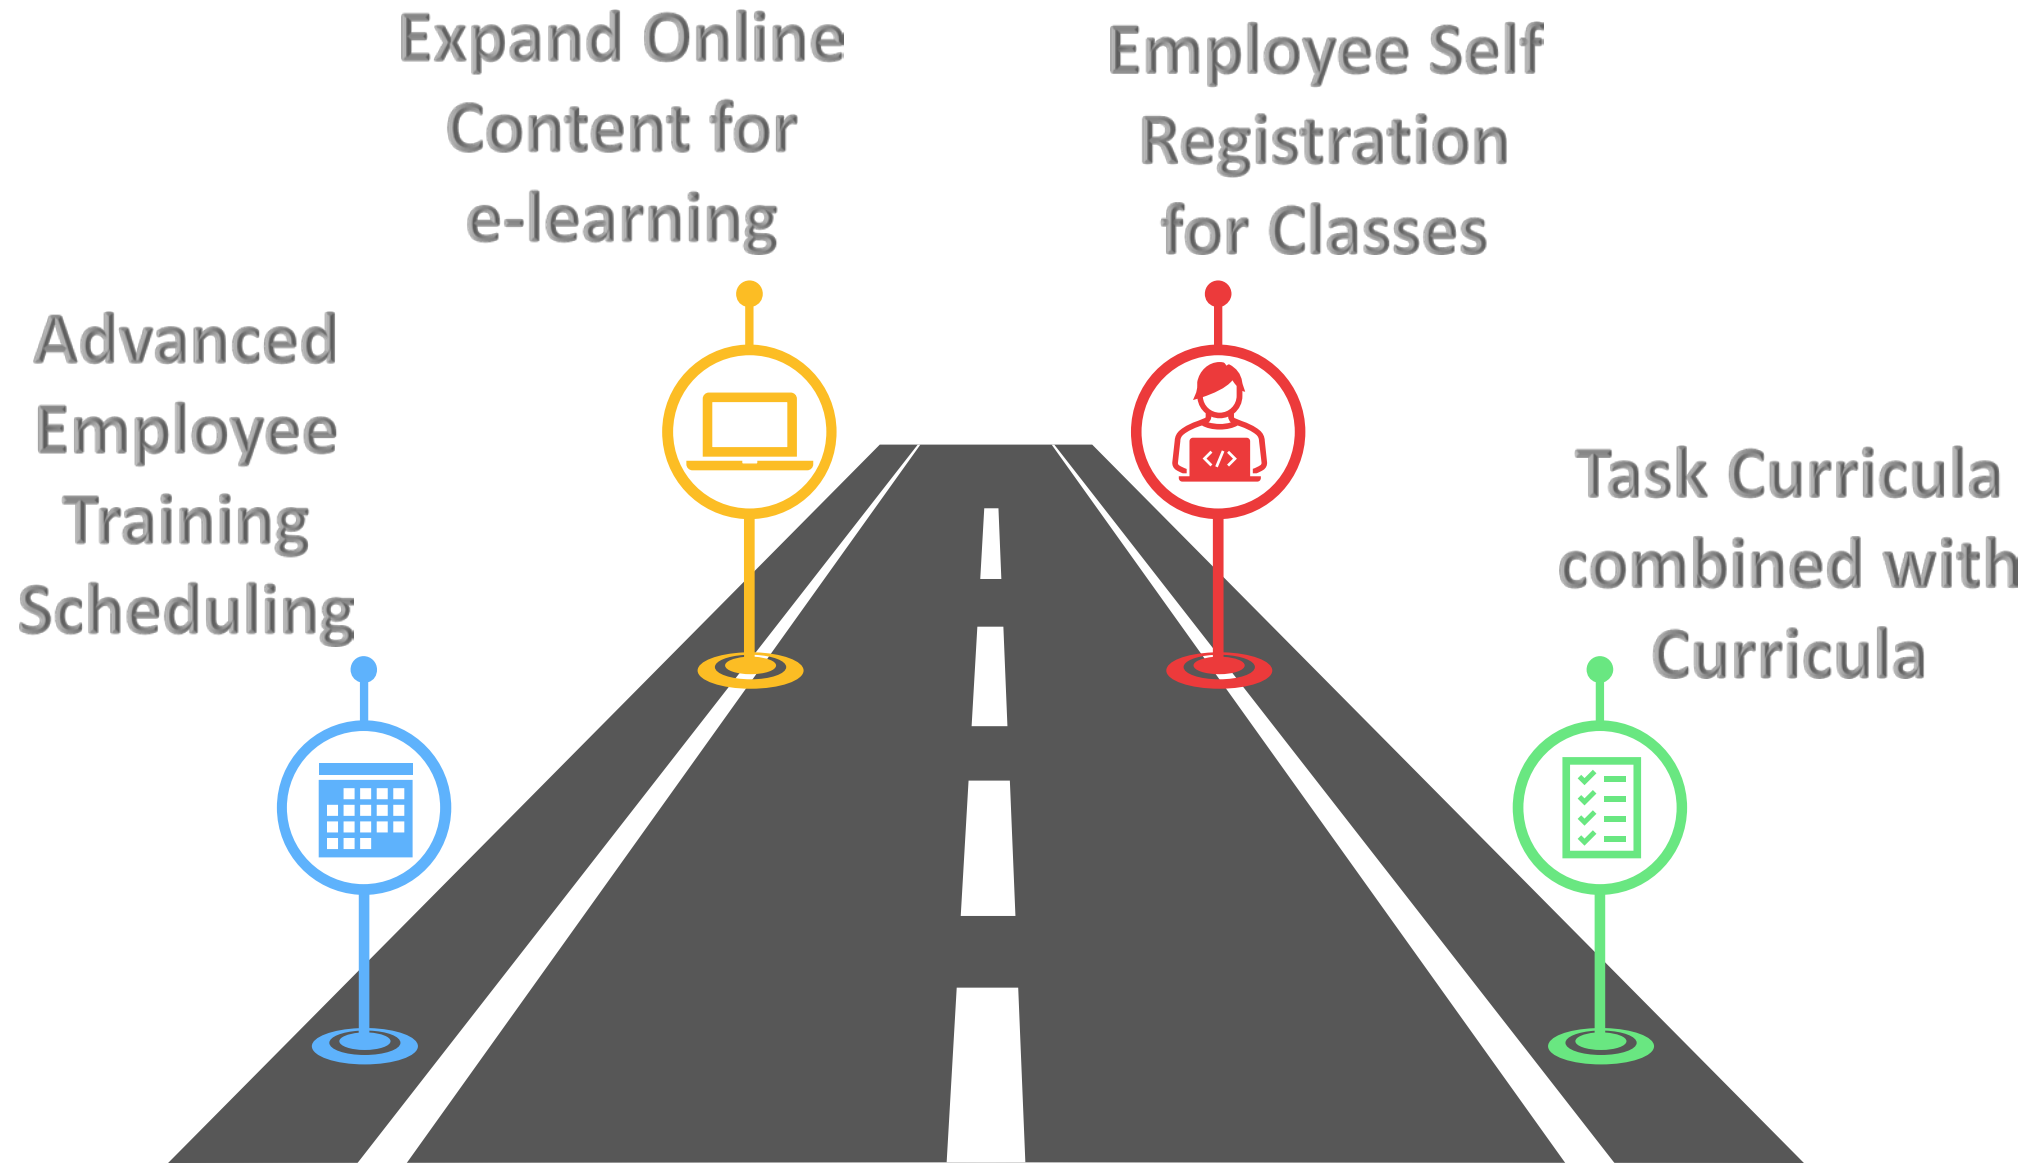 Expand Online
Content for
e-learning
Employee Self
Registration
for Classes
Advanced
Employee
Training
Scheduling
Task Curricula
combined with
Curricula
</>